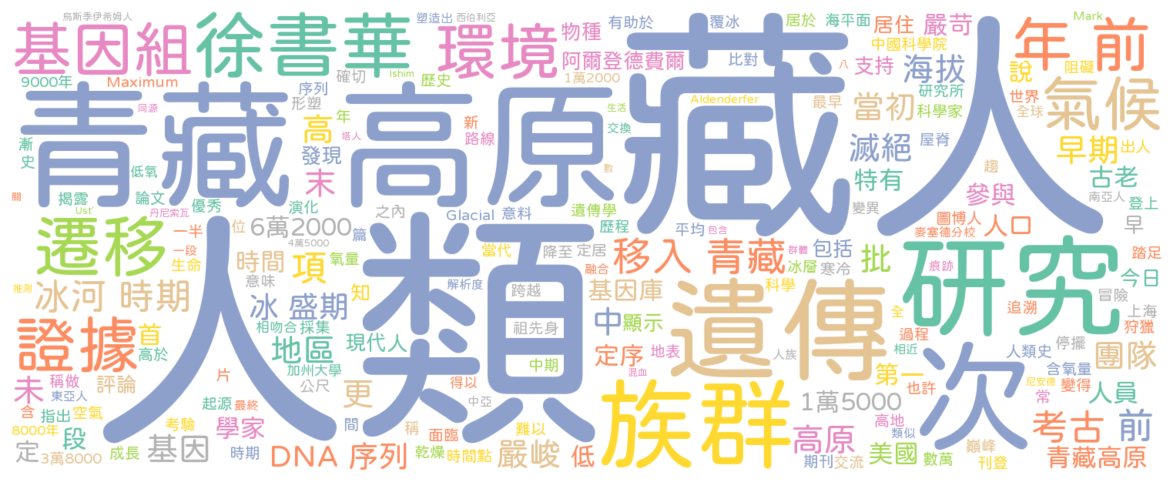 烏斯季伊希姆人 塑造出 西伯利亞 有助於 覆冰 居於 海平面 Mark
基因組 徐書華 環境 物種 阿爾登德費爾 比對 中國科學院 居住 嚴苛 年 前
9000年 Maximum 序列 確切 Ishim 歷史 1萬2000 八 支持 海拔 說 阻礙
青藏 高原 藏 人
同源 形塑 年 高 新 路線 塔人 生活 交換 Aldenderfer 最早 當初 研究所 科學家 世界 全球 氣候
漸 史 低氧 發現 末 數 滅絕 屋脊 早期 出人
關 揭露 論文 優秀 演化 之內 Glacial 意料 遺傳學 變異 特有 趨 古老 登上
Ust' 丹尼索瓦 歷程 參與 南亞人
遷移 一半 一段 位 6萬2000 篇 4萬5000 平均 包含 圖博人 麥塞德分校 人口 早 踏足
生命 時間 項 氧量 當代 降至 定居 移入 青藏 包括 群體 冰層 寒冷 批 痕跡 今日
推測 冰河 時期 意味 冰 盛期 知 解析度 跨越 融合 基因庫 科學 研究 冒險
人 類 遺傳 追溯 上海
證據 首 高於 相吻合 採集 祖先身 中 顯示 全 過程 狩獵
地區 現代人 定序 地表 相近 次 人類史 停擺 團隊
未 稱做 評論 加州大學 公尺 中期 混血 人族 第一 含氧量
東亞人 片 更 得以 中亞 族群 也許 尼安德 變得 人員
含 指出 空氣 起源 最終 1萬5000 高地 常
8000年 考驗 間 稱 面臨 難以 高原 類似 巔峰 考古 前
定 3萬8000 段 成長 基因 學家 時期 DNA 序列 乾燥 時間點 嚴峻 低 期刊 交流 美國 數萬 刊登 青藏高原